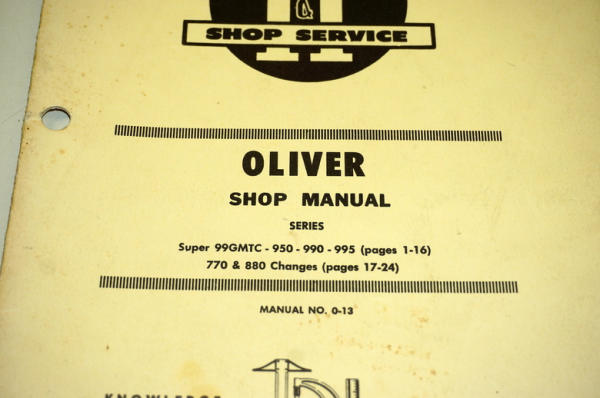 &
SHOP SERVICE
OLIVER
SHOP MANUAL
SERIES
Super 99GMTC - 950 - 990 - 995 (pages 1-16)
770 & 880 Changes (pages 17-24)
MANUAL NO. O-13
KNOWLEDGE